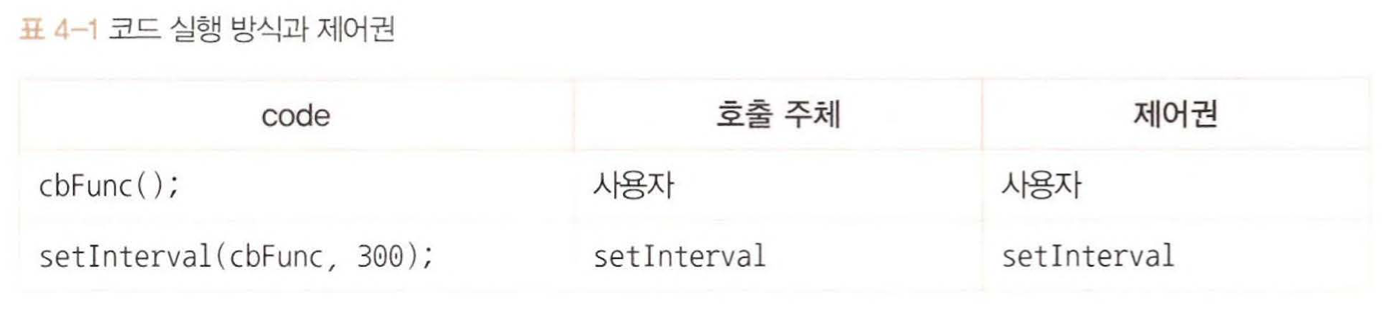 표 4-1 코드 실행 방식과 제어권
code 호출 주체 제어권
cbFunc(); 사용자 사용자
setInterval(cbFunc, 300); setInterval setInterval